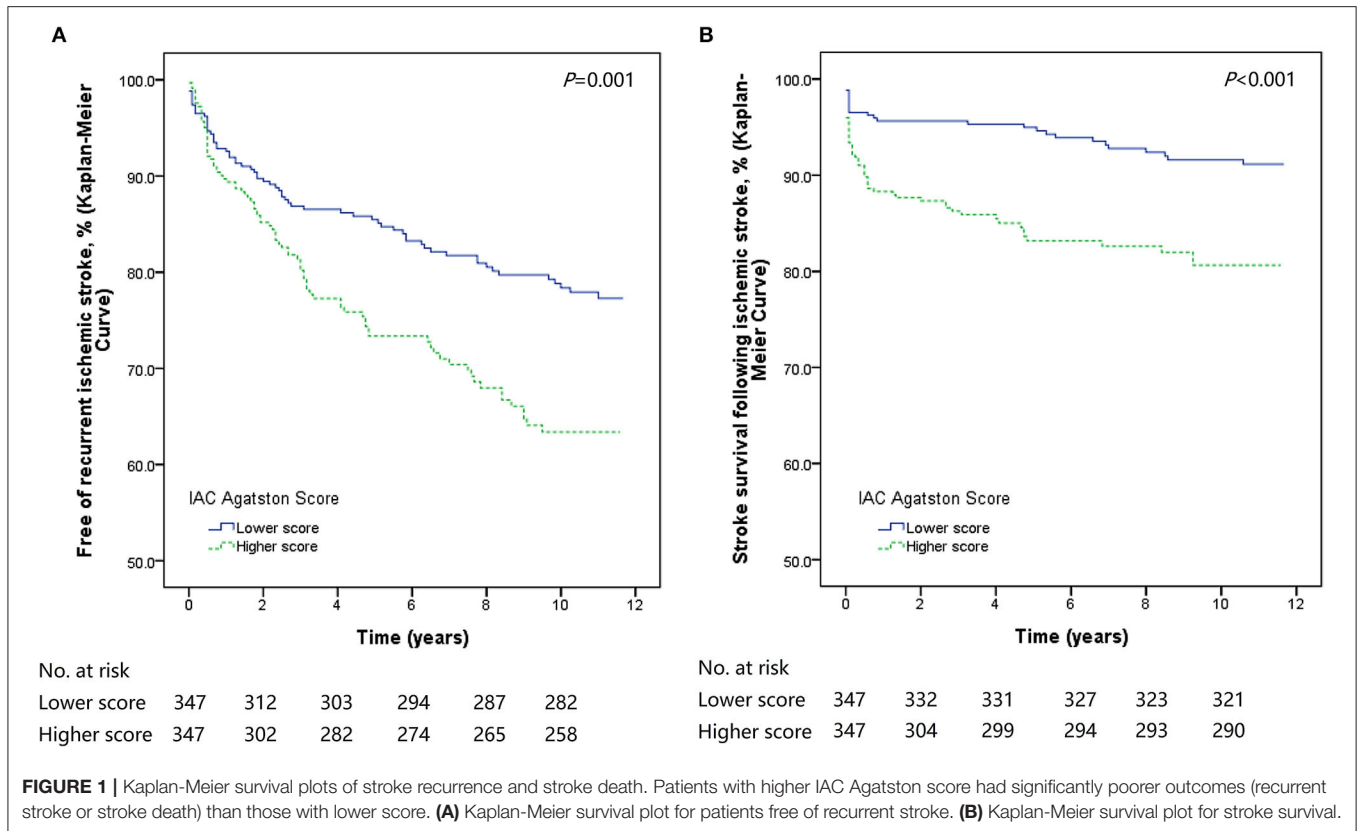 A
Free of recurrent ischemic stroke, % (Kaplan-Meier
Curve)
100.0
90.0
80.0
70.0
60.0
50.0
P=0.001
IAC Agatston Score
Lower score
Higher score
0 2 4 6 8 10 12
Time (years)
No. at risk
Lower score 347 312 303 294 287 282
Higher score 347 302 282 274 265 258
B
Stroke survival following ischemic stroke, % (Kaplan-
Meier Curve)
100.0
90.0
80.0
70.0
60.0
50.0
P<0.001
IAC Agatston Score
Lower score
Higher score
0 2 4 6 8 10 12
Time (years)
No. at risk
Lower score 347 332 331 327 323 321
Higher score 347 304 299 294 293 290
FIGURE 1 | Kaplan-Meier survival plots of stroke recurrence and stroke death. Patients with higher IAC Agatston score had significantly poorer outcomes (recurrent
stroke or stroke death) than those with lower score. (A) Kaplan-Meier survival plot for patients free of recurrent stroke. (B) Kaplan-Meier survival plot for stroke survival.